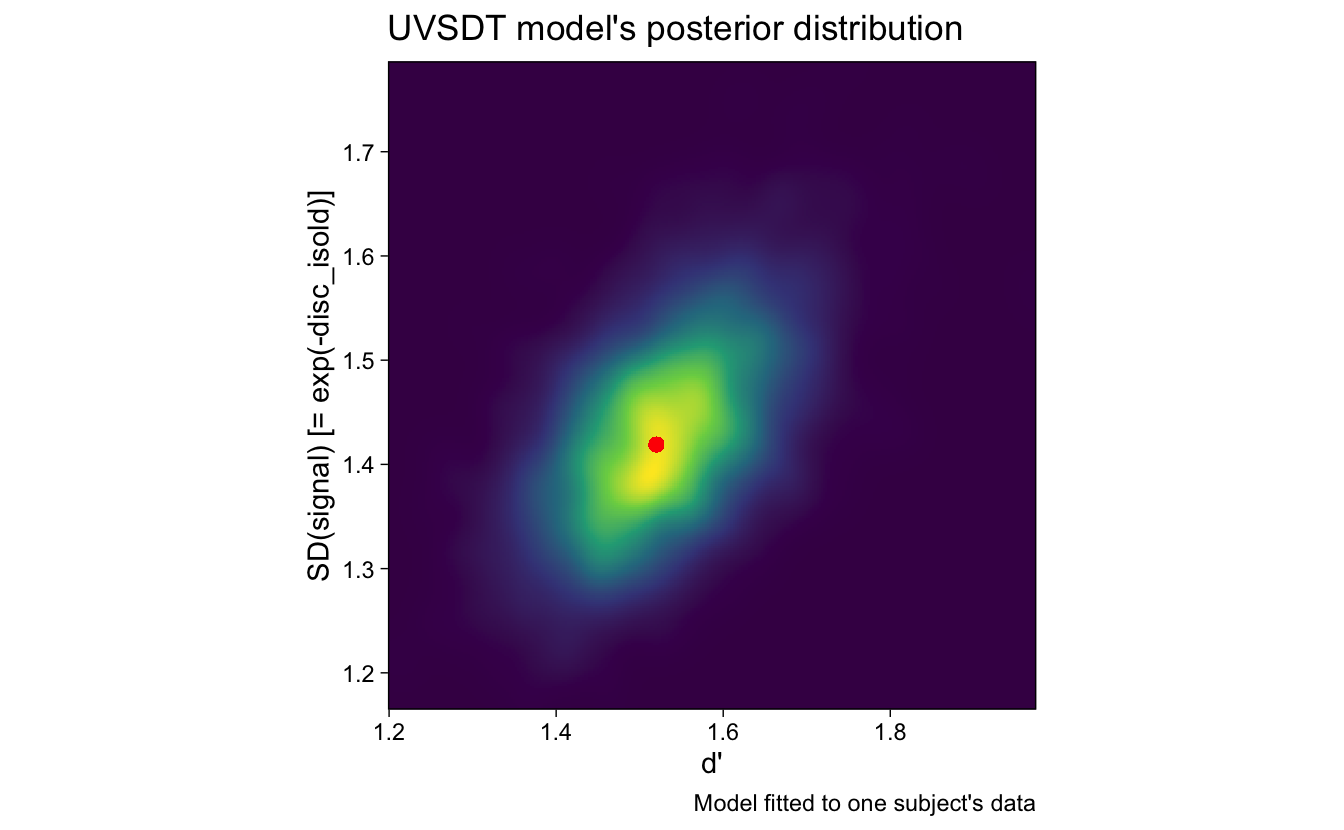 UVSDT model's posterior distribution
SD(signal) [= exp(-disc_isold)]
1.7
1.6
1.5
1.4
1.3
1.2
1.2 1.4 1.6 1.8
d'
Model fitted to one subject's data